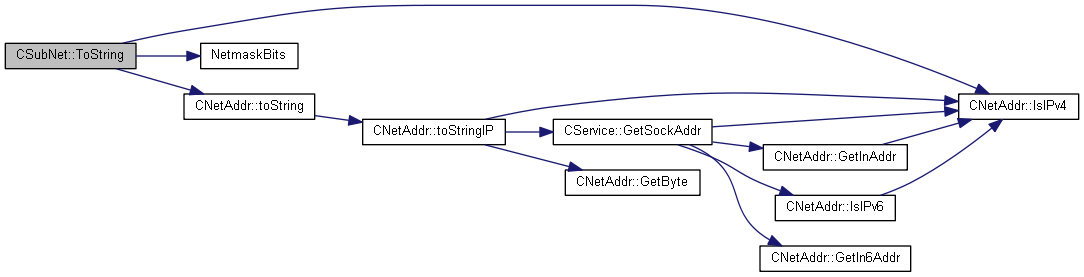 CSubNet::ToString
NetmaskBits
CNetAddr::toString
CNetAddr::toStringIP
CService::GetSockAddr
CNetAddr::GetByte
CNetAddr::GetInAddr
CNetAddr::IsIPv6
CNetAddr::GetIn6Addr
CNetAddr::IsIPv4